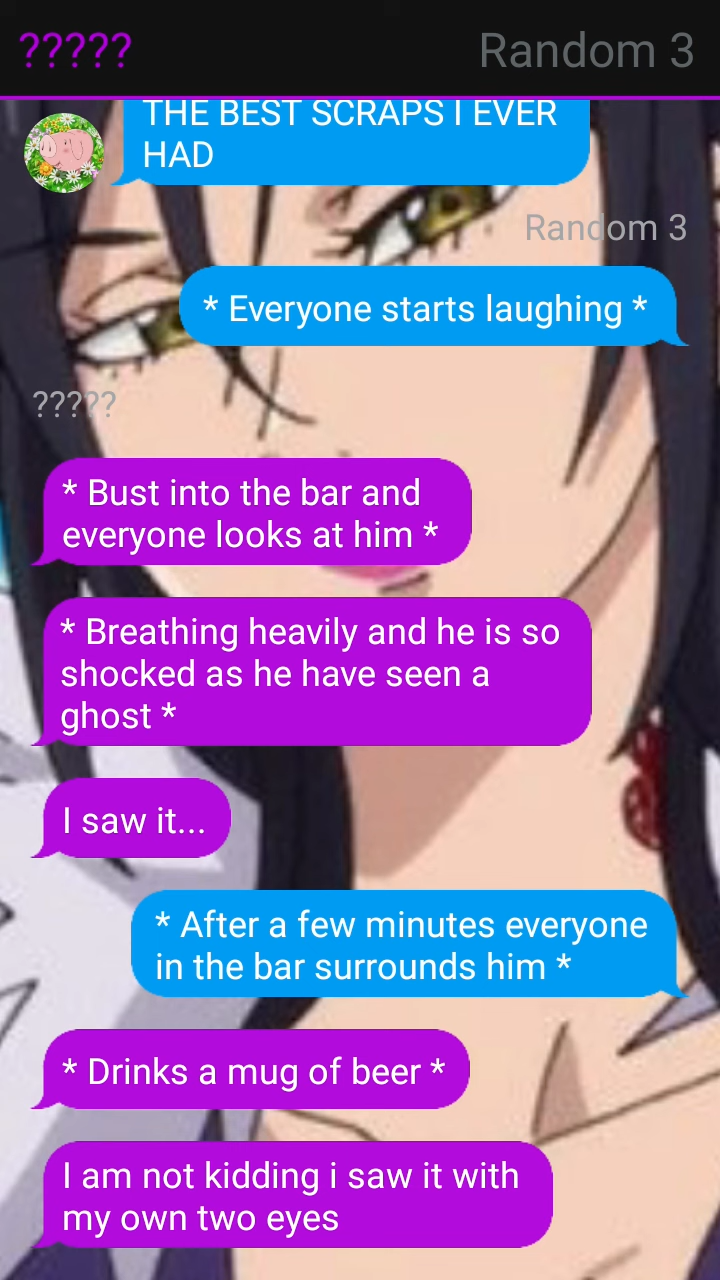 ?????
Random 3
THE BEST SCRAPS I EVER
HAD
Random 3
* Everyone starts laughing *
?????
* Bust into the bar and
everyone looks at him *
* Breathing heavily and he is so
shocked as he have seen a
ghost *
I saw it...
* After a few minutes everyone
in the bar surrounds him *
* Drinks a mug of beer *
I am not kidding i saw it with
my own two eyes